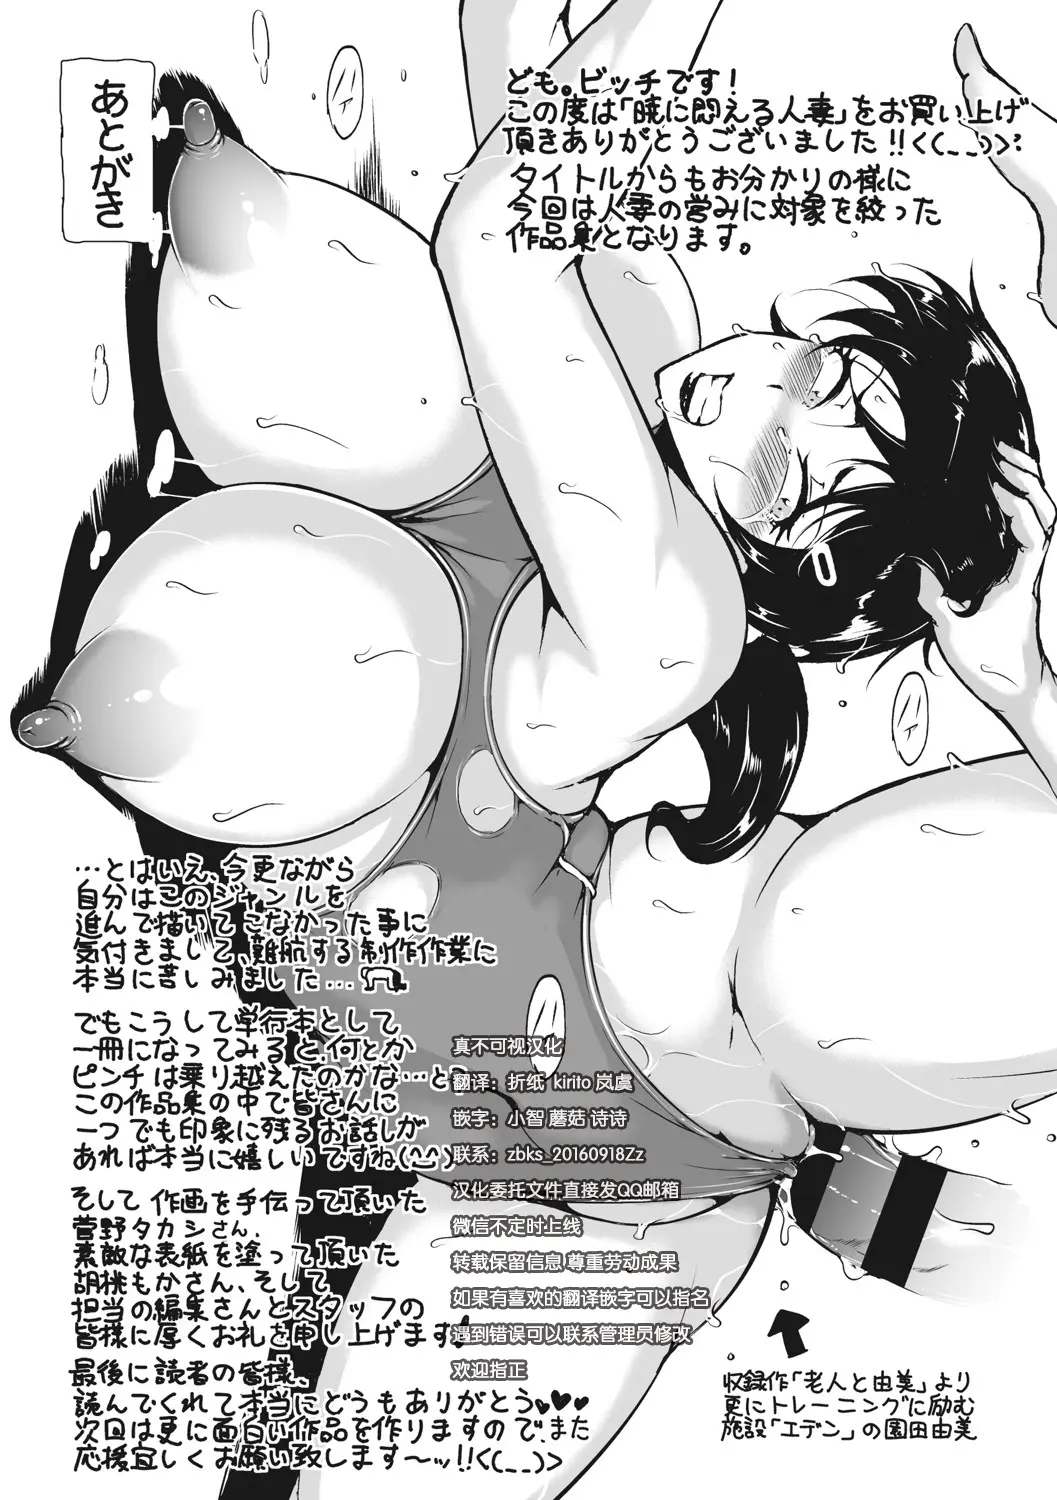 あとがき
ども。ビッチです!
この度は「暁に悶える人妻」をお買い上げ
頂きありがとうございました!!<(__)>
タイトルからもお分かりの様に
今回は人妻の営みに対象を絞った
作品集となります。
…とはいえ、今更ながら
自分はこのジャンルを
進んで描いてこなかった事に
気付きまして、難航する制作作業に
本当に苦しみました…
でもこうして単行本として
一冊になってみると、何とか
ピンチは乗り越えたのかな…と
この作品集の中で皆さんに
一つでも印象に残るお話しが
あれば本当に嬉しいですね(^^)
そして作画を手伝って頂いた
菅野タカシさん、
素敵な表紙を塗って頂いた
胡桃もかさん、そして
担当の編集さんとスタッフの
皆様に厚くお礼を申し上げます!
最後に読者の皆様、
読んでくれて本当にどうもありがとう♥♥♥
次回は更に面白い作品を作りますので、また
応援宜しくお願い致します〜ッ!!<(__)>
真不可视汉化
翻译:折纸 kirito 岚虞
嵌字:小智 蘑菇 诗诗
联系:zbks_20160918Zz
汉化委托文件直接发QQ邮箱
微信不定时上线
转载保留信息 尊重劳动成果
如果有喜欢的翻译嵌字可以指名
遇到错误可以联系管理员修改
欢迎指正
収録作「老人と由美」より
更にトレーニングに励む
施設「エデン」の園田由美